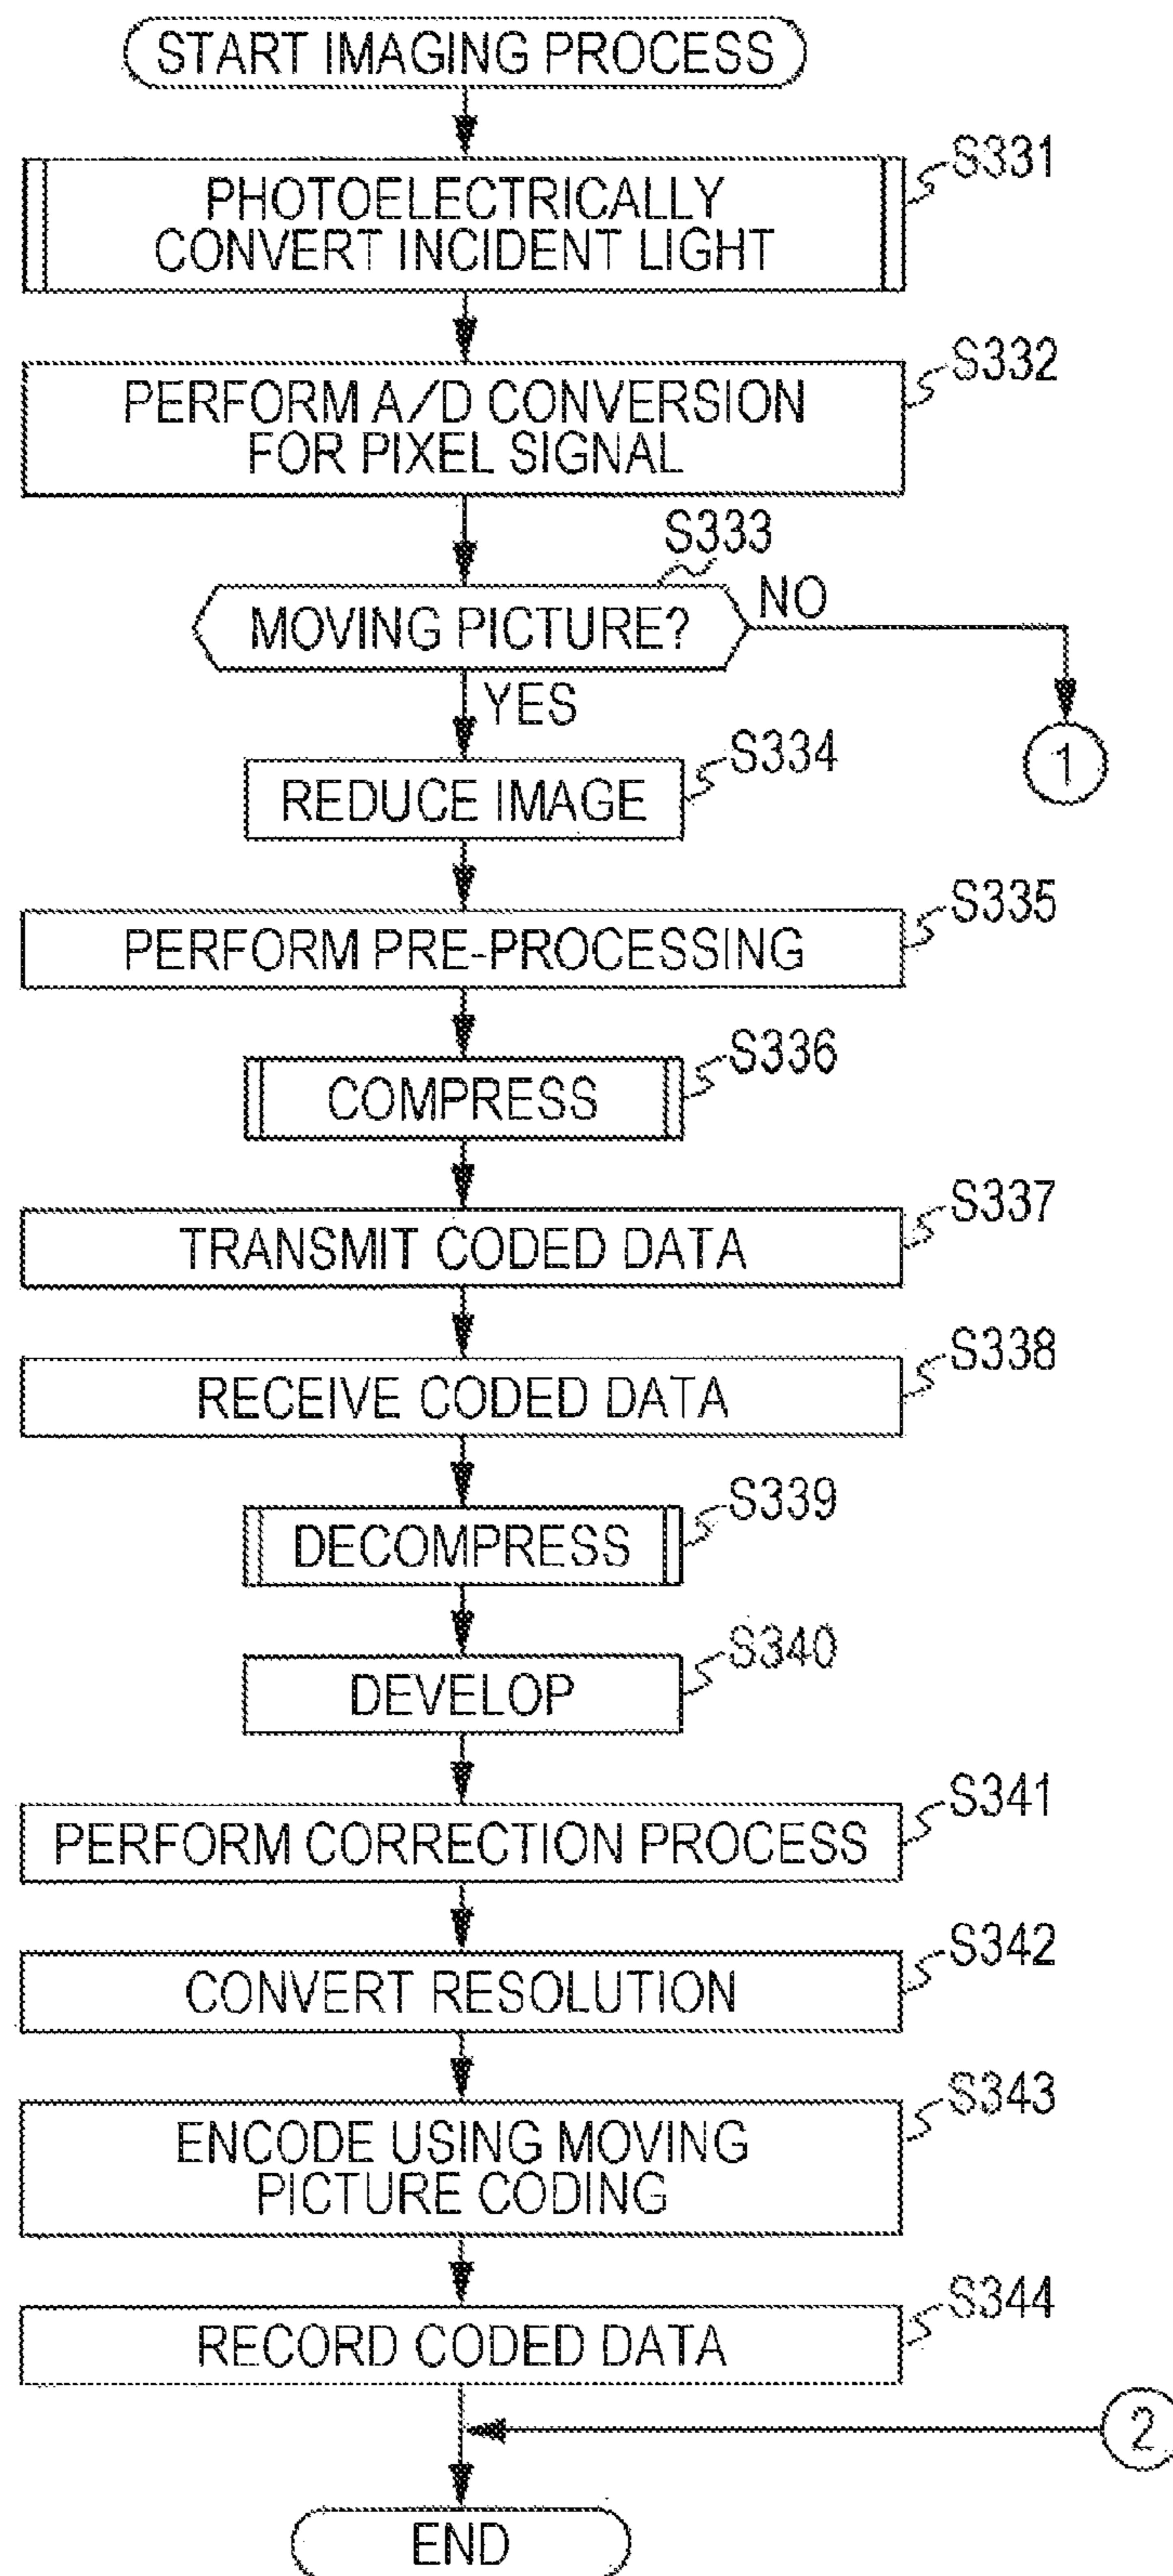 START IMAGING PROCESS
S331
PHOTOELECTRICALLY
CONVERT INCIDENT LIGHT
S332
PERFORM A/D CONVERSION
FOR PIXEL SIGNAL
S333
MOVING PICTURE?
NO
YES
1
S334
REDUCE IMAGE
S335
PERFORM PRE-PROCESSING
S336
COMPRESS
S337
TRANSMIT CODED DATA
S338
RECEIVE CODED DATA
S339
DECOMPRESS
S340
DEVELOP
S341
PERFORM CORRECTION PROCESS
S342
CONVERT RESOLUTION
S343
ENCODE USING MOVING
PICTURE CODING
S344
RECORD CODED DATA
2
END